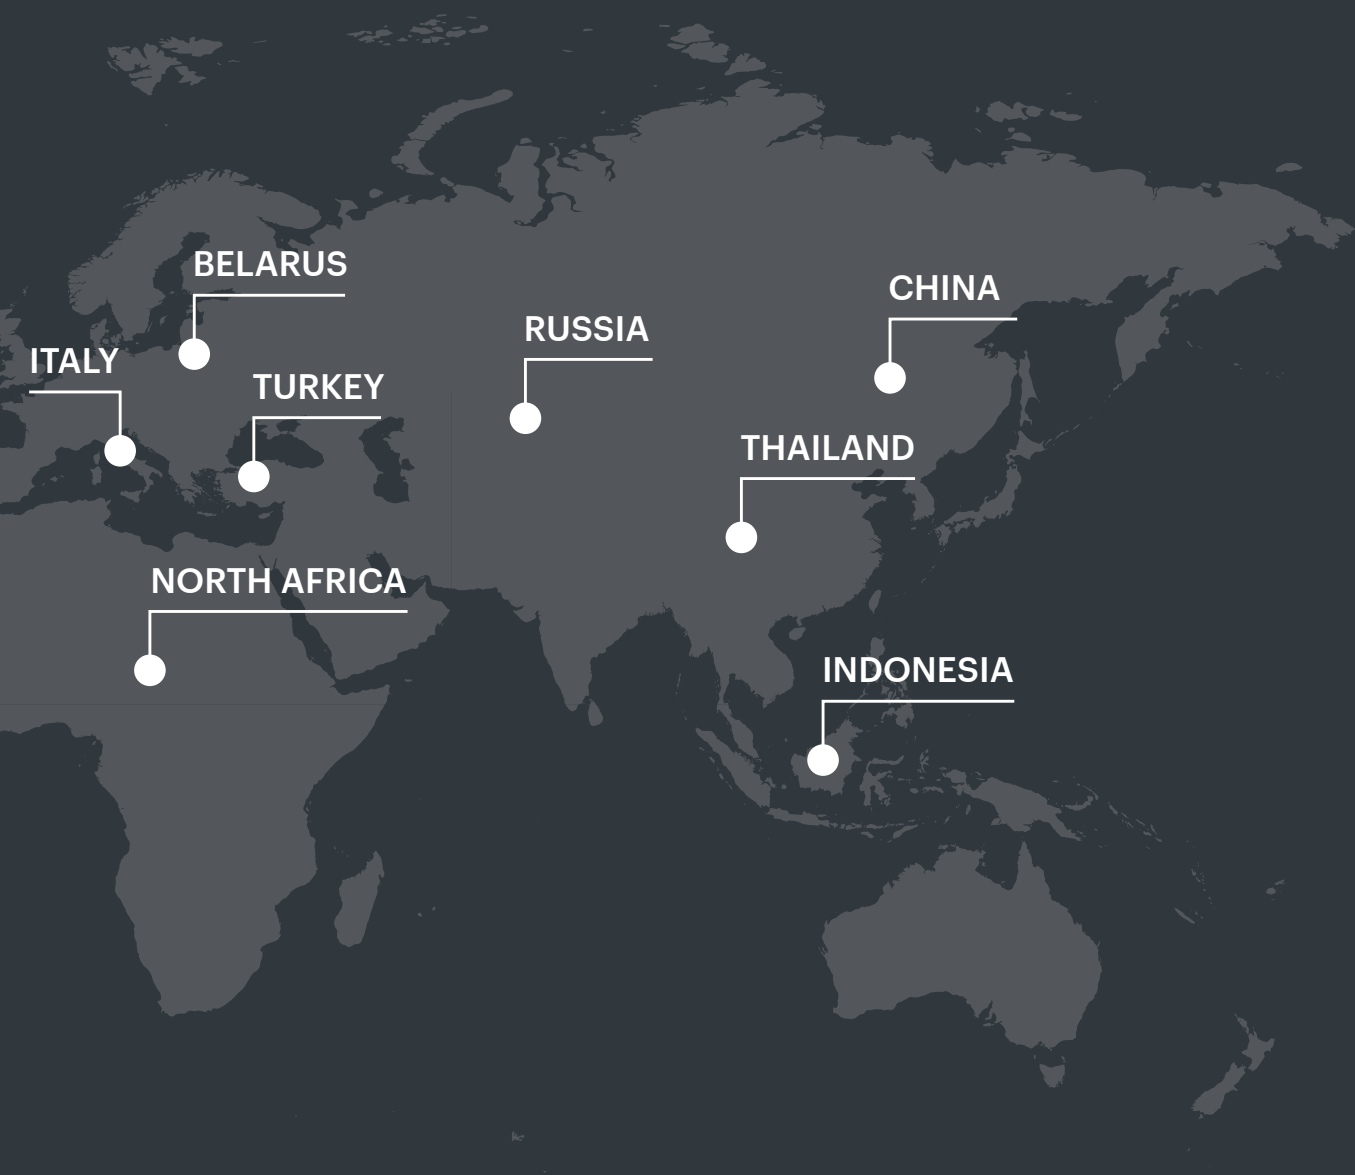 BELARUS
CHINA
RUSSIA
ITALY
TURKEY
THAILAND
NORTH AFRICA
INDONESIA